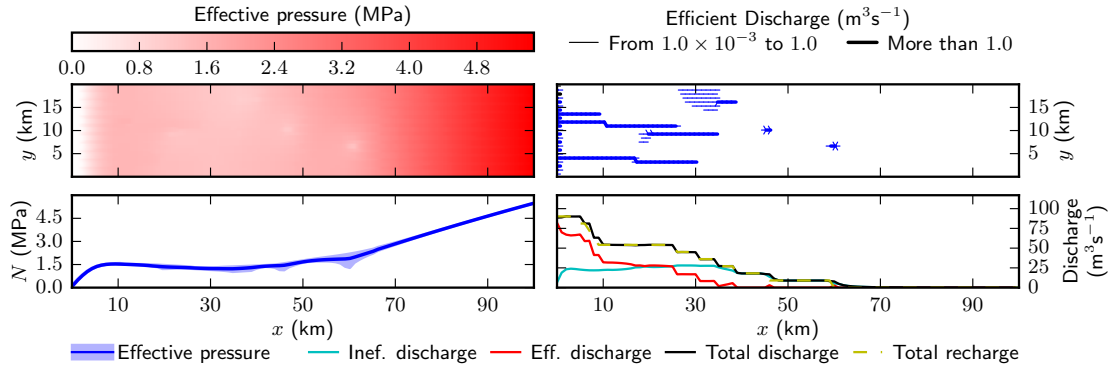 Effective pressure (MPa)
0.0 0.8 1.6 2.4 3.2 4.0 4.8
Efficient Discharge (m³s⁻¹)
From 1.0 × 10⁻³ to 1.0
More than 1.0
y (km)
15
10
5
15
10
5
y (km)
N (MPa)
4.5
3.0
1.5
0.0
10 30 50 70 90
x (km)
100
75
50
25
0
Discharge
(m³s⁻¹)
10 30 50 70 90
x (km)
Effective pressure
Inef. discharge
Eff. discharge
Total discharge
Total recharge